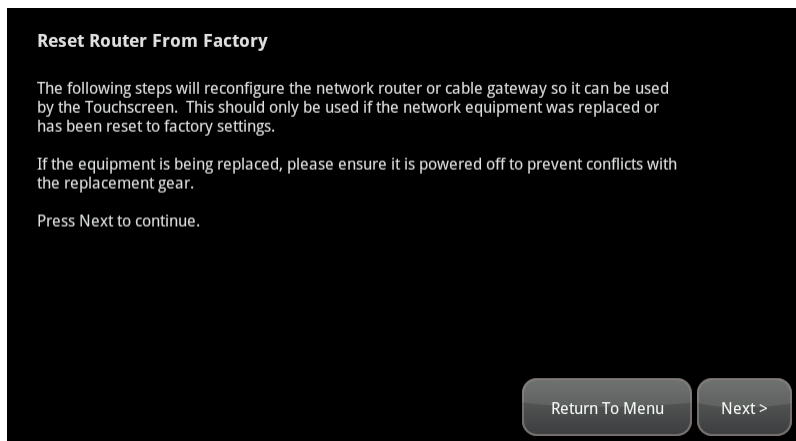 Reset Router From Factory
The following steps will reconfigure the network router or cable gateway so it can be used
by the Touchscreen.  This should only be used if the network equipment was replaced or
has been reset to factory settings.
If the equipment is being replaced, please ensure it is powered off to prevent conflicts with
the replacement gear.
Press Next to continue.
Return To Menu
Next >